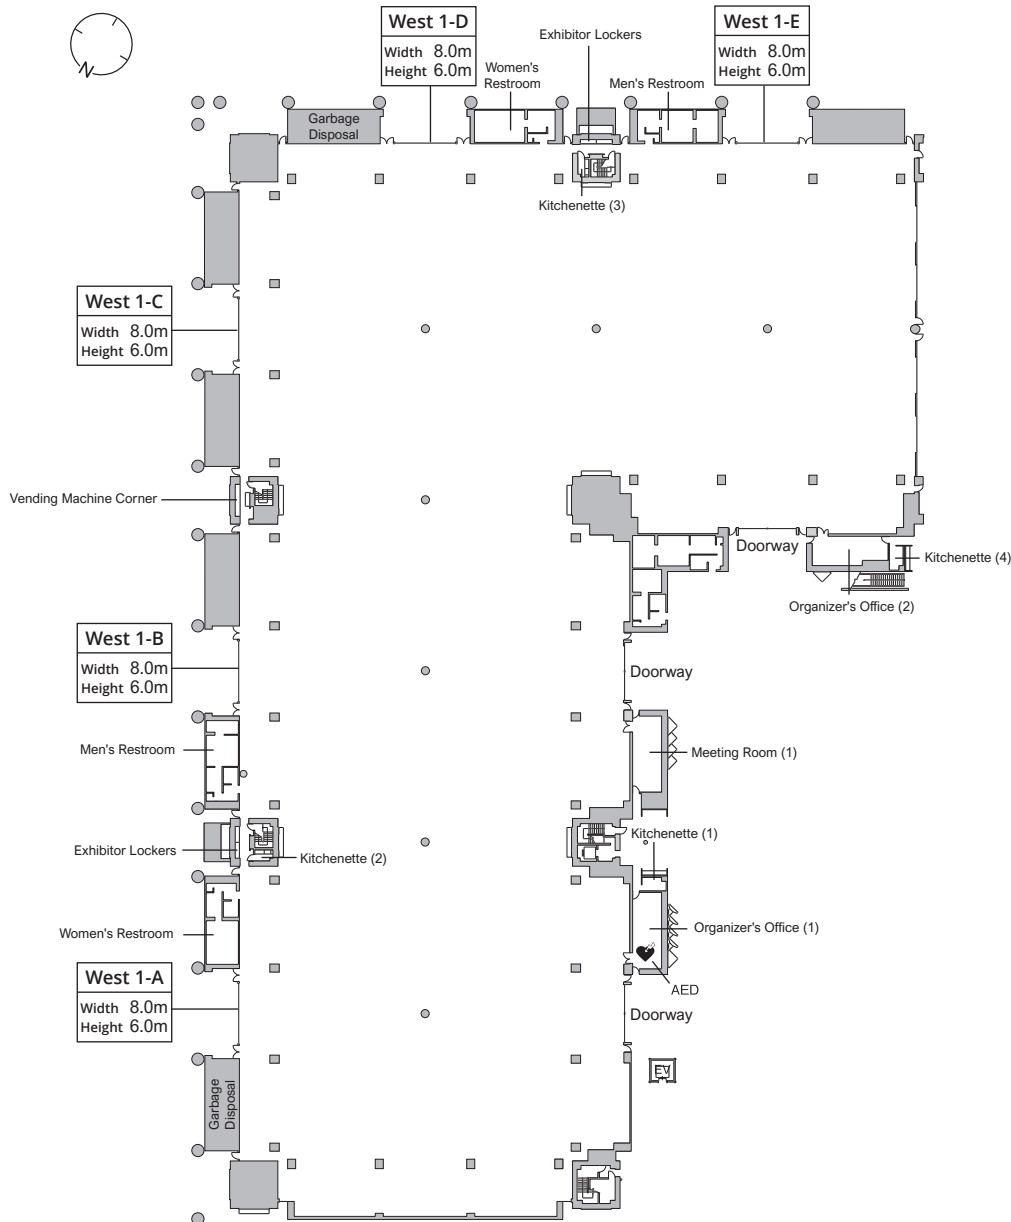 West 1-D
Width 8.0m
Height 6.0m
West 1-E
Width 8.0m
Height 6.0m
Exhibitor Lockers
Women's
Restroom
Men's Restroom
N
Garbage
Disposal
Kitchenette (3)
West 1-C
Width 8.0m
Height 6.0m
Vending Machine Corner
Doorway
Kitchenette (4)
Organizer's Office (2)
West 1-B
Width 8.0m
Height 6.0m
Doorway
Men's Restroom
Meeting Room (1)
Kitchenette (1)
Exhibitor Lockers
Kitchenette (2)
Women's Restroom
Organizer's Office (1)
West 1-A
Width 8.0m
Height 6.0m
AED
Doorway
EV
Garbage
Disposal